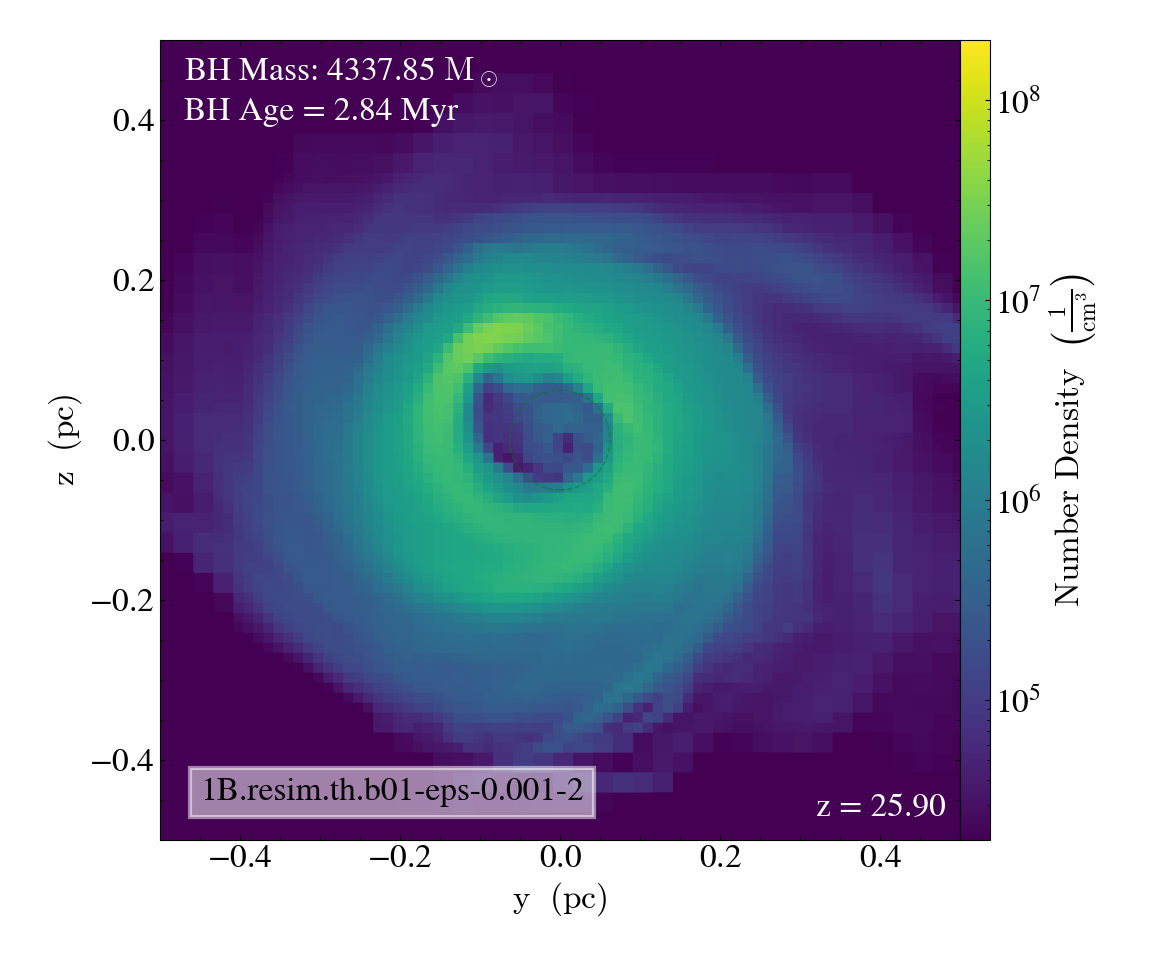 BH Mass: 4337.85 M⊙
BH Age = 2.84 Myr
0.4
0.2
0.0
−0.2
−0.4
z (pc)
1B.resim.th.b01-eps-0.001-2
z = 25.90
−0.4 −0.2 0.0 0.2 0.4
y (pc)
10⁸
10⁷
10⁶
10⁵
Number Density (1/cm³)